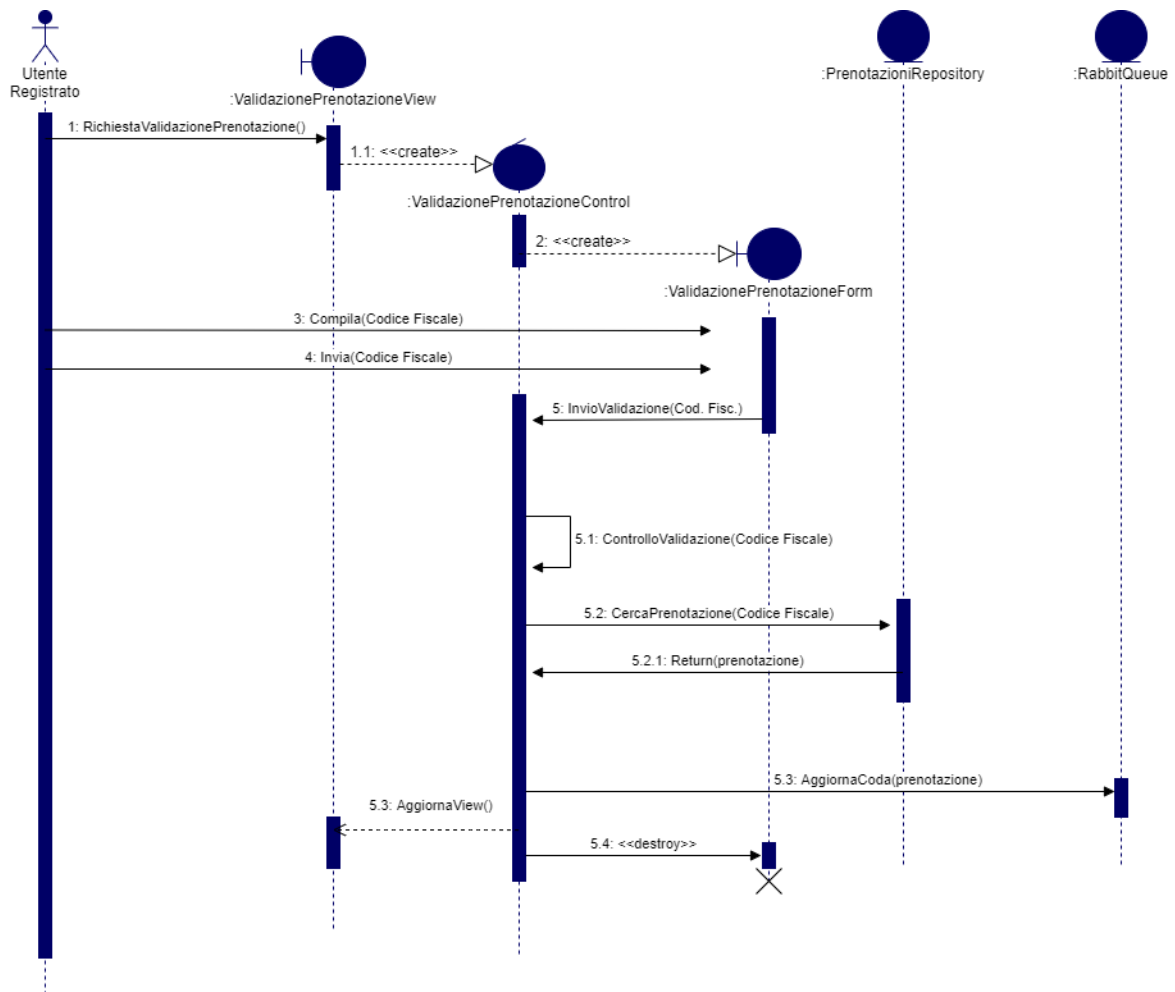 Utente
Registrato
:ValidazionePrenotazioneView
:PrenotazioniRepository
:RabbitQueue
1: RichiestaValidazionePrenotazione()
1.1: <<create>>
:ValidazionePrenotazioneControl
2: <<create>>
:ValidazionePrenotazioneForm
3: Compila(Codice Fiscale)
4: Invia(Codice Fiscale)
5: InvioValidazione(Cod. Fisc.)
5.1: ControlloValidazione(Codice Fiscale)
5.2: CercaPrenotazione(Codice Fiscale)
5.2.1: Return(prenotazione)
5.3: AggiornaCoda(prenotazione)
5.3: AggiornaView()
5.4: <<destroy>>